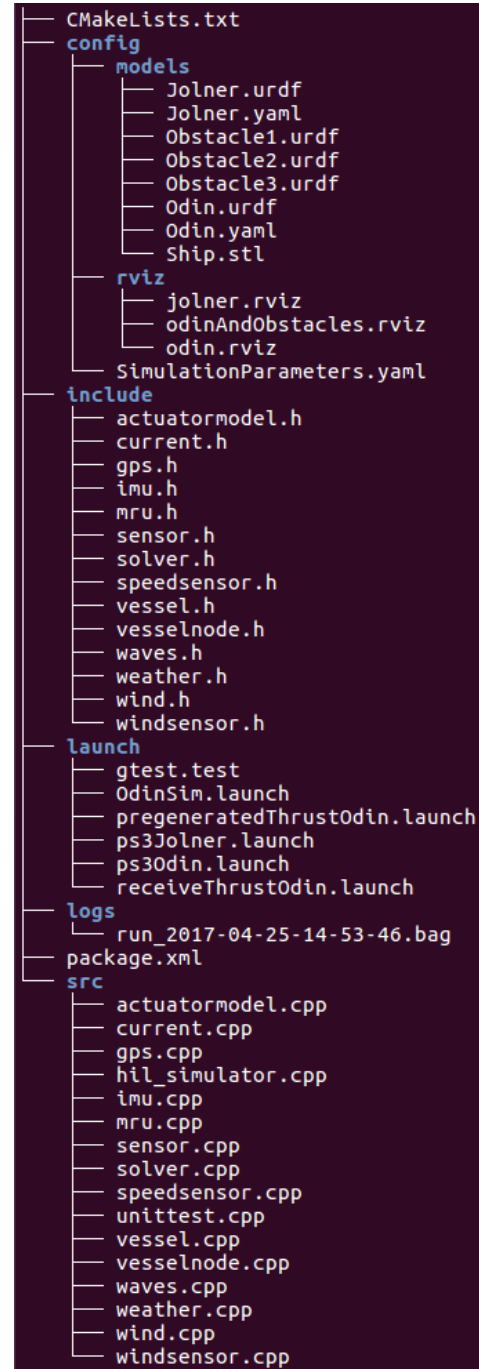 CMakeLists.txt
config
models
Jolner.urdf
Jolner.yaml
Obstacle1.urdf
Obstacle2.urdf
Obstacle3.urdf
Odin.urdf
Odin.yaml
Ship.stl
rviz
jolner.rviz
odinAndObstacles.rviz
odin.rviz
SimulationParameters.yaml
include
actuatormodel.h
current.h
gps.h
imu.h
mru.h
sensor.h
solver.h
speedsensor.h
vessel.h
vesselnode.h
waves.h
weather.h
wind.h
windsensor.h
launch
gtest.test
OdinSim.launch
pregeneratedThrustOdin.launch
ps3Jolner.launch
ps3Odin.launch
receiveThrustOdin.launch
logs
run_2017-04-25-14-53-46.bag
package.xml
src
actuatormodel.cpp
current.cpp
gps.cpp
hil_simulator.cpp
imu.cpp
mru.cpp
sensor.cpp
solver.cpp
speedsensor.cpp
unittest.cpp
vessel.cpp
vesselnode.cpp
waves.cpp
weather.cpp
wind.cpp
windsensor.cpp